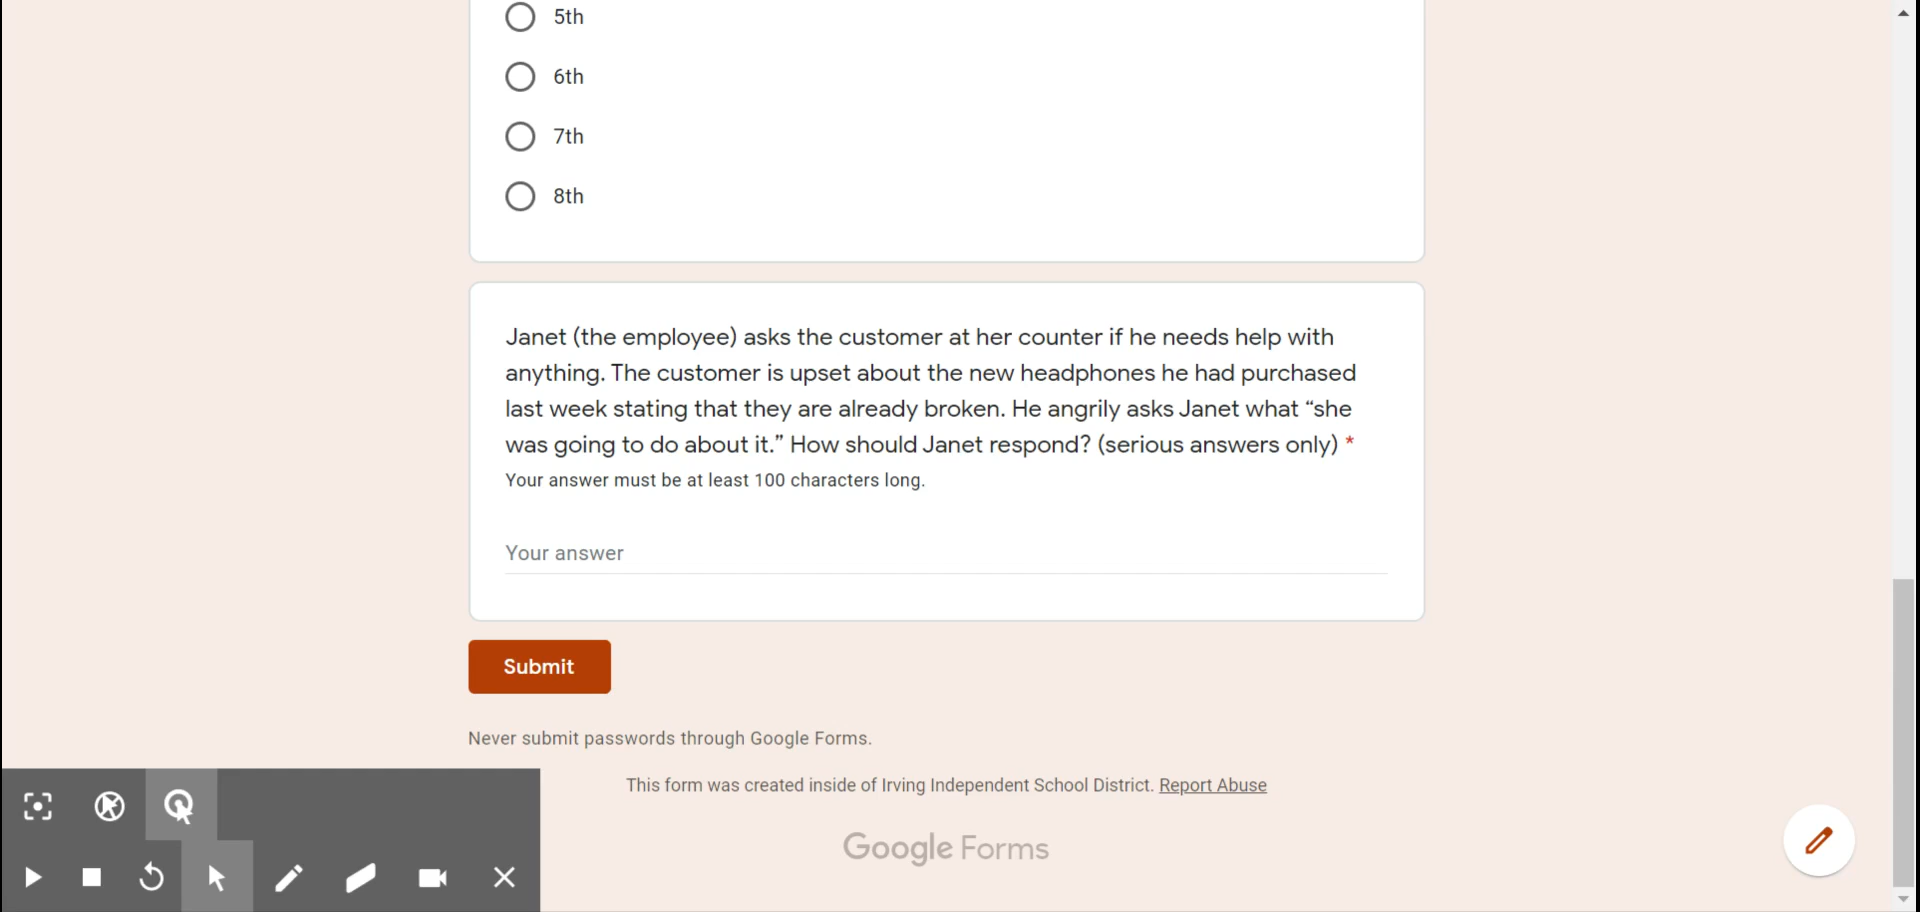 5th
6th
7th
8th
Janet (the employee) asks the customer at her counter if he needs help with
anything. The customer is upset about the new headphones he had purchased
last week stating that they are already broken. He angrily asks Janet what “she
was going to do about it.” How should Janet respond? (serious answers only) *
Your answer must be at least 100 characters long.
Your answer
Submit
Never submit passwords through Google Forms.
This form was created inside of Irving Independent School District. Report Abuse
Google Forms